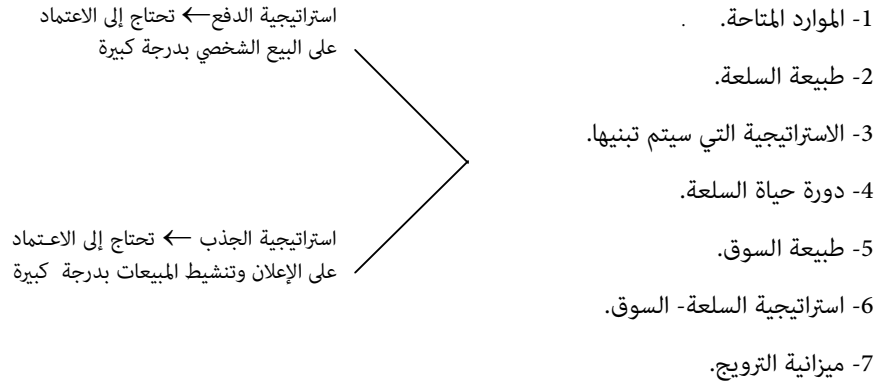 1- الموارد المتاحة. .
2- طبيعة السلعة.
3- الاستراتيجية التي سيتم تبنيها.
4- دورة حياة السلعة.
5- طبيعة السوق.
6- استراتيجية السلعة- السوق.
7- ميزانية الترويج.
استراتيجية الدفع← تحتاج إلى الاعتماد
على البيع الشخصي بدرجة كبيرة
استراتيجية الجذب ← تحتاج إلى الاعـتماد
على الإعلان وتنشيط المبيعات بدرجة كبيرة